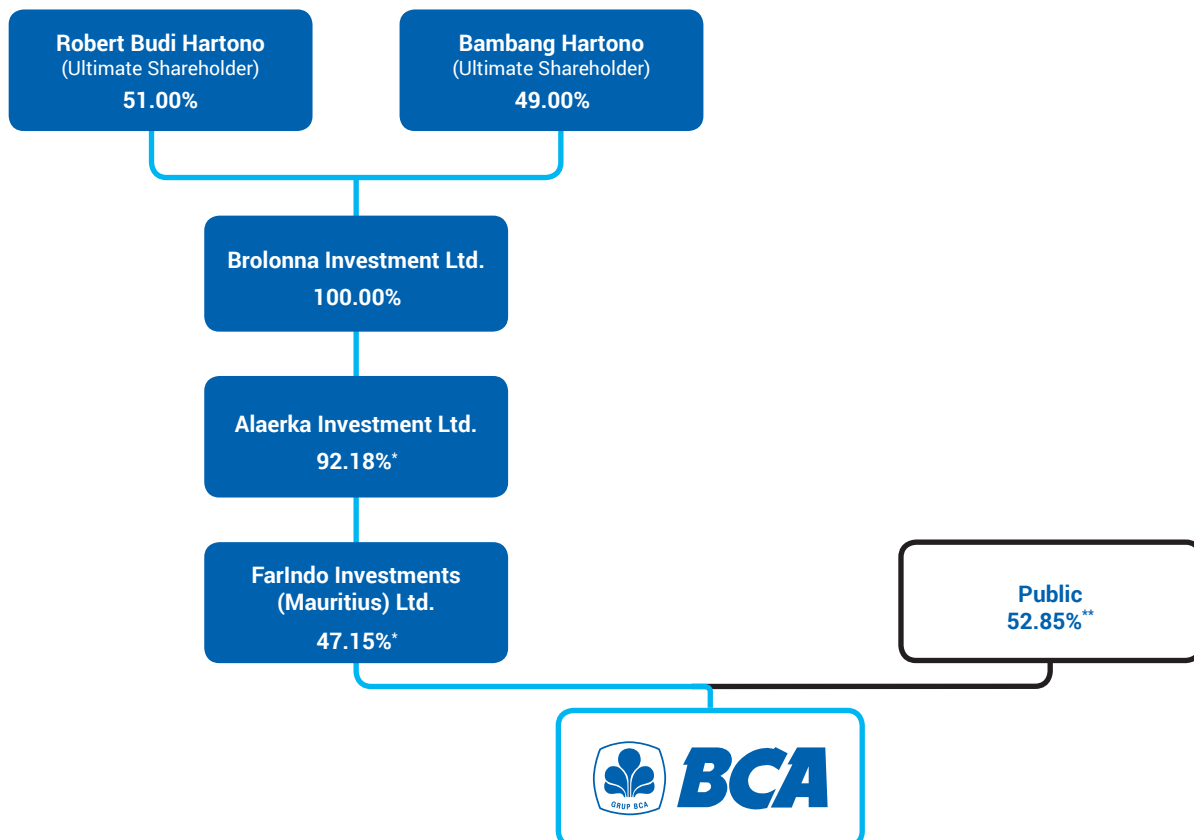 Robert Budi Hartono
(Ultimate Shareholder)
51.00%
Bambang Hartono
(Ultimate Shareholder)
49.00%
Brolonna Investment Ltd.
100.00%
Alaerka Investment Ltd.
92.18%*
FarIndo Investments
(Mauritius) Ltd.
47.15%*
Public
52.85%**
GRUP BCA
BCA